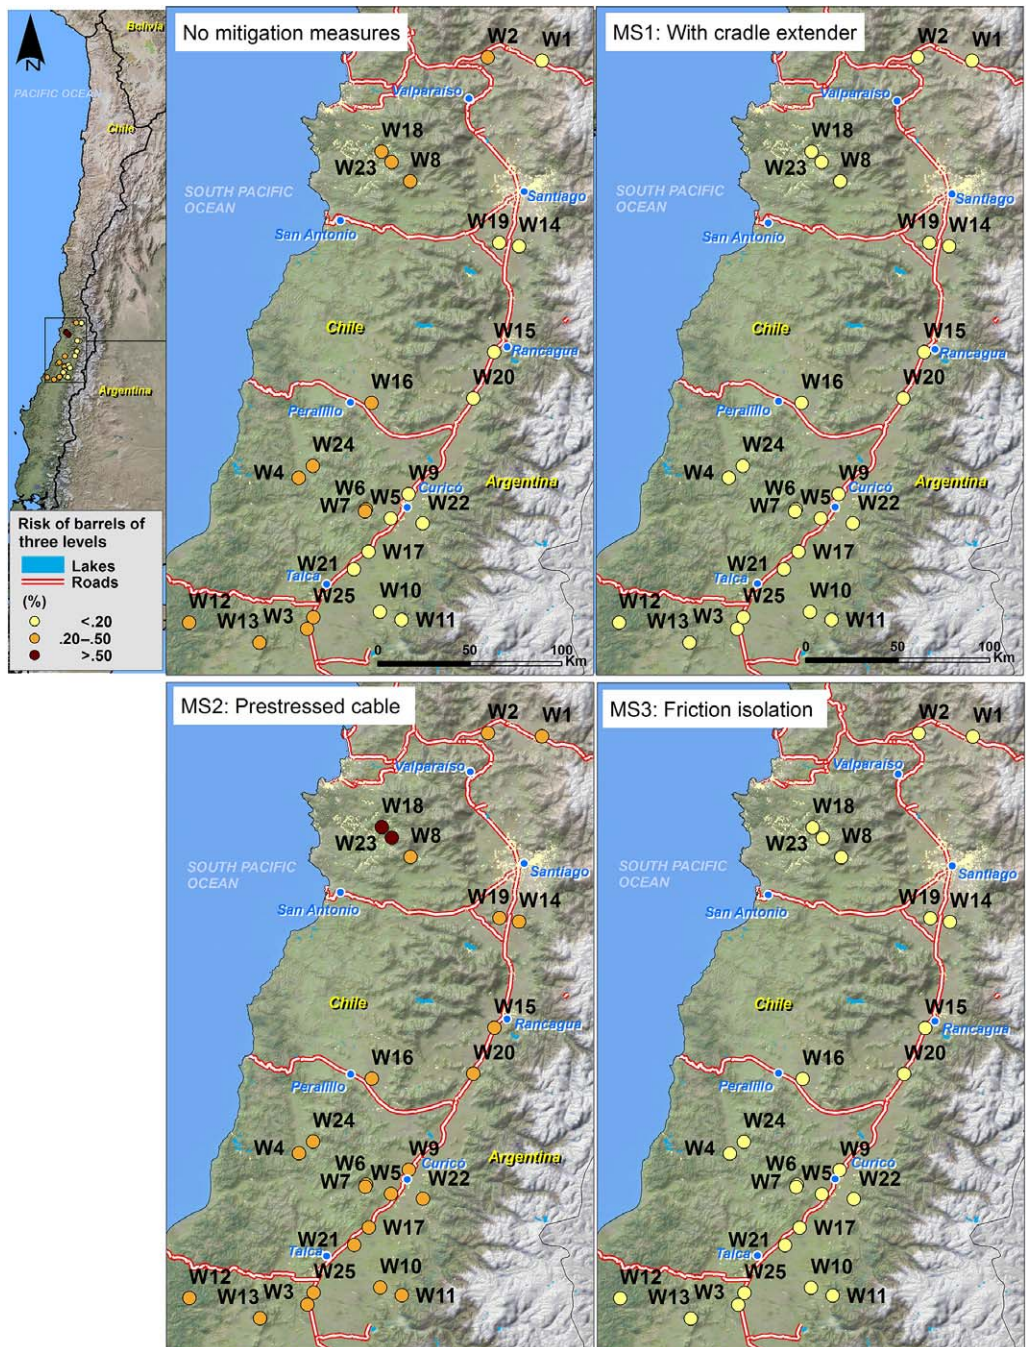 N
Bolivia
PACIFIC OCEAN
Chile
Argentina
Risk of barrels of
three levels
Lakes
Roads
(%)
<.20
.20–.50
>.50
No mitigation measures
W2
W1
Valparaíso
W18
W23
W8
SOUTH PACIFIC
OCEAN
Santiago
San Antonio
W19
W14
Chile
W15
Rancagua
W16
W20
Peralillo
W24
W4
W9
W6
W5
Curicó
W7
W22
Argentina
W21
W17
Talca
W25
W10
W12
W13
W3
W11
0
50
100
Km
MS1: With cradle extender
W2
W1
Valparaíso
W18
W23
W8
SOUTH PACIFIC
OCEAN
Santiago
San Antonio
W19
W14
Chile
W15
Rancagua
W16
W20
Peralillo
W24
W4
W9
W6
W5
Curicó
W7
W22
Argentina
W21
W17
Talca
W25
W10
W12
W13
W3
W11
0
50
100
Km
MS2: Prestressed cable
W2
W1
Valparaíso
W18
W23
W8
SOUTH PACIFIC
OCEAN
Santiago
San Antonio
W19
W14
Chile
W15
Rancagua
W16
W20
Peralillo
W24
W4
W9
W6
W5
Curicó
W7
W22
Argentina
W21
W17
Talca
W25
W10
W12
W13
W3
W11
MS3: Friction isolation
W2
W1
Valparaíso
W18
W23
W8
SOUTH PACIFIC
OCEAN
Santiago
San Antonio
W19
W14
Chile
W15
Rancagua
W16
W20
Peralillo
W24
W4
W9
W6
W5
Curicó
W7
W22
W21
W17
Talca
W25
W10
W12
W13
W3
W11